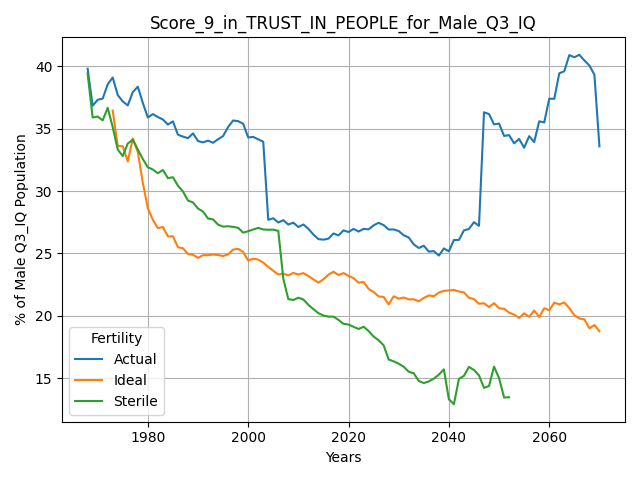 Score_9_in_TRUST_IN_PEOPLE_for_Male_Q3_IQ
% of Male Q3_IQ Population
40
35
30
25
20
15
Fertility
Actual
Ideal
Sterile
1980 2000 2020 2040 2060
Years